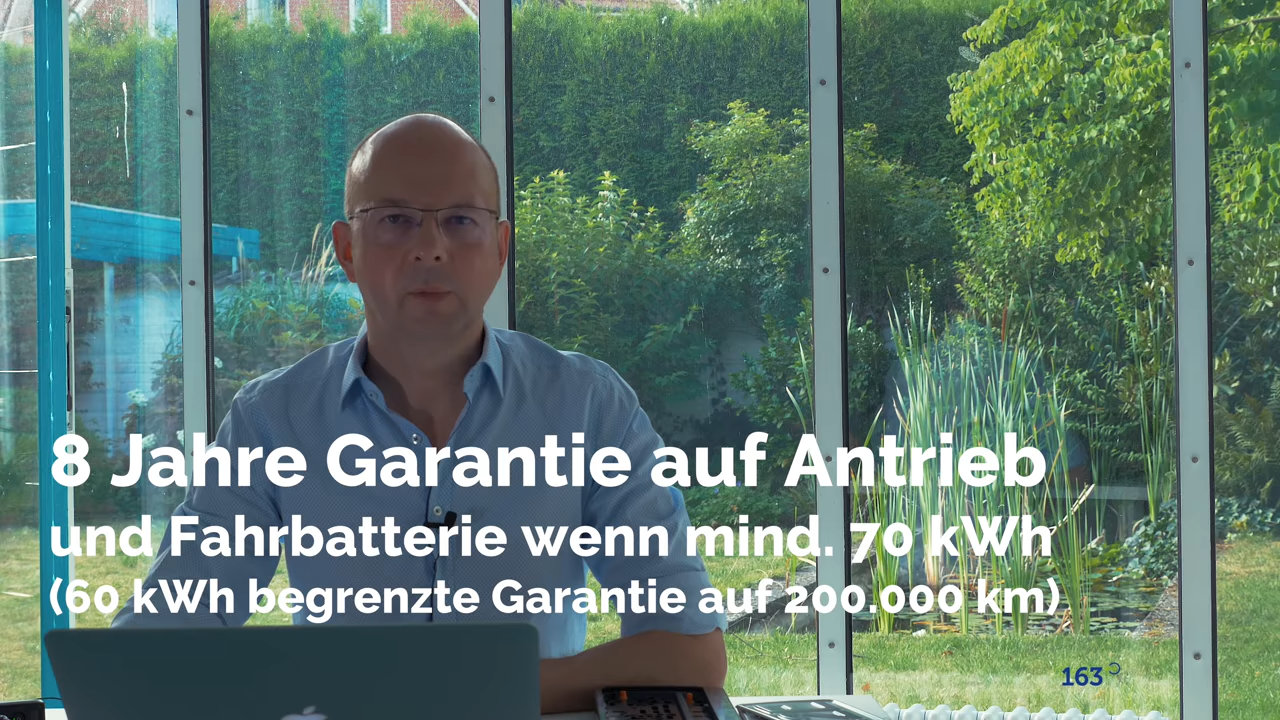 8 Jahre Garantie auf Antrieb
und Fahrbatterie wenn mind. 70 kWh
(60 kWh begrenzte Garantie auf 200.000 km)
163